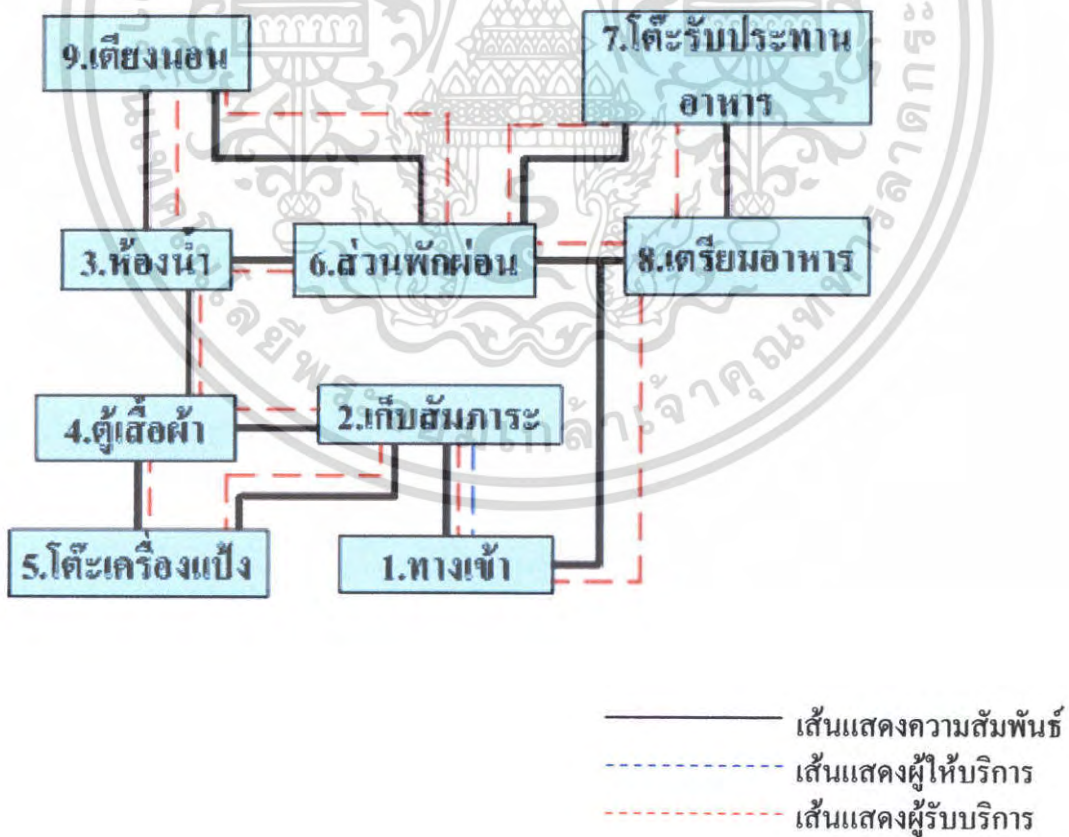 9.เตียงนอน
7.โต๊ะรับประทาน
อาหาร
3.ห้องน้ำ
6.ส่วนพักผ่อน
8.เตรียมอาหาร
4.ตู้เสื้อผ้า
2.เก็บสัมภาระ
5.โต๊ะเครื่องแป้ง
1.ทางเข้า
เส้นแสดงความสัมพันธ์
เส้นแสดงผู้ให้บริการ
เส้นแสดงผู้รับบริการ